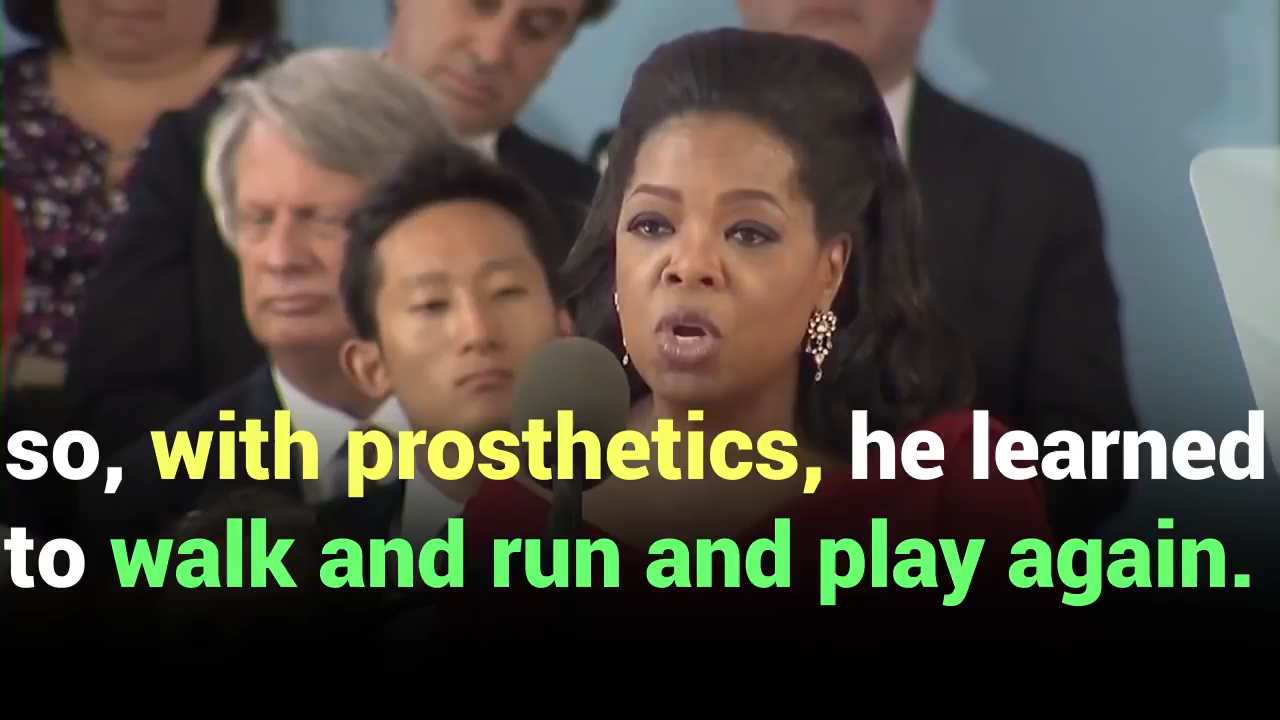 so, with prosthetics, he learned
to walk and run and play again.